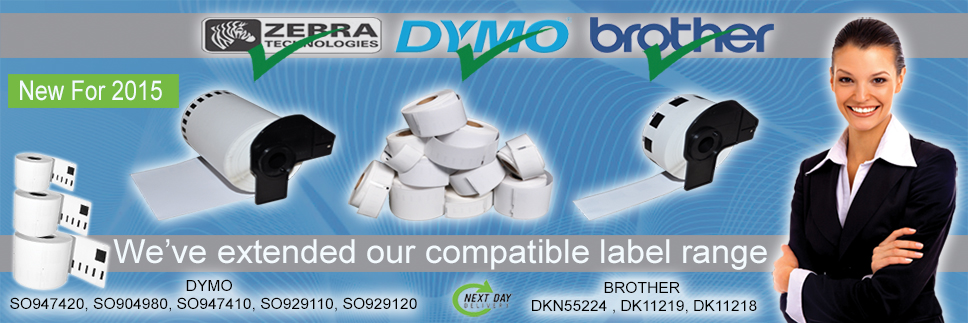 ZEBRA
TECHNOLOGIES
DYMO
brother
New For 2015
We've extended our compatible label range
DYMO
SO947420, SO904980, SO947410, SO929110, SO929120
NEXT DAY
DELIVERY
BROTHER
DKN55224 , DK11219, DK11218